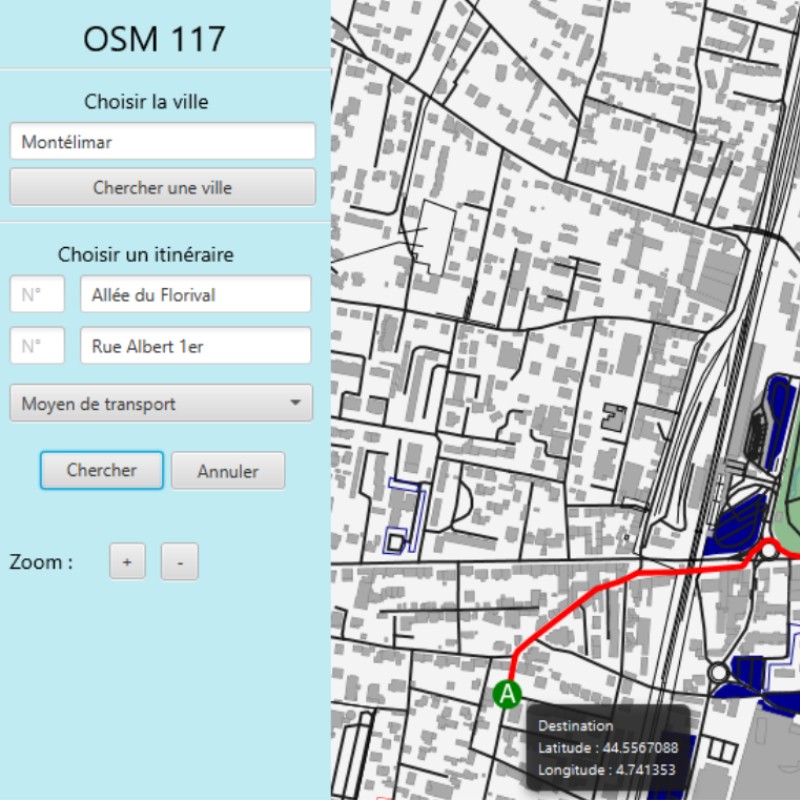 OSM 117
Choisir la ville
Montélimar
Chercher une ville
Choisir un itinéraire
N° Allée du Florival
N° Rue Albert 1er
Moyen de transport
Chercher Annuler
Zoom : + -
A
Destination
Latitude : 44.5567088
Longitude : 4.741353